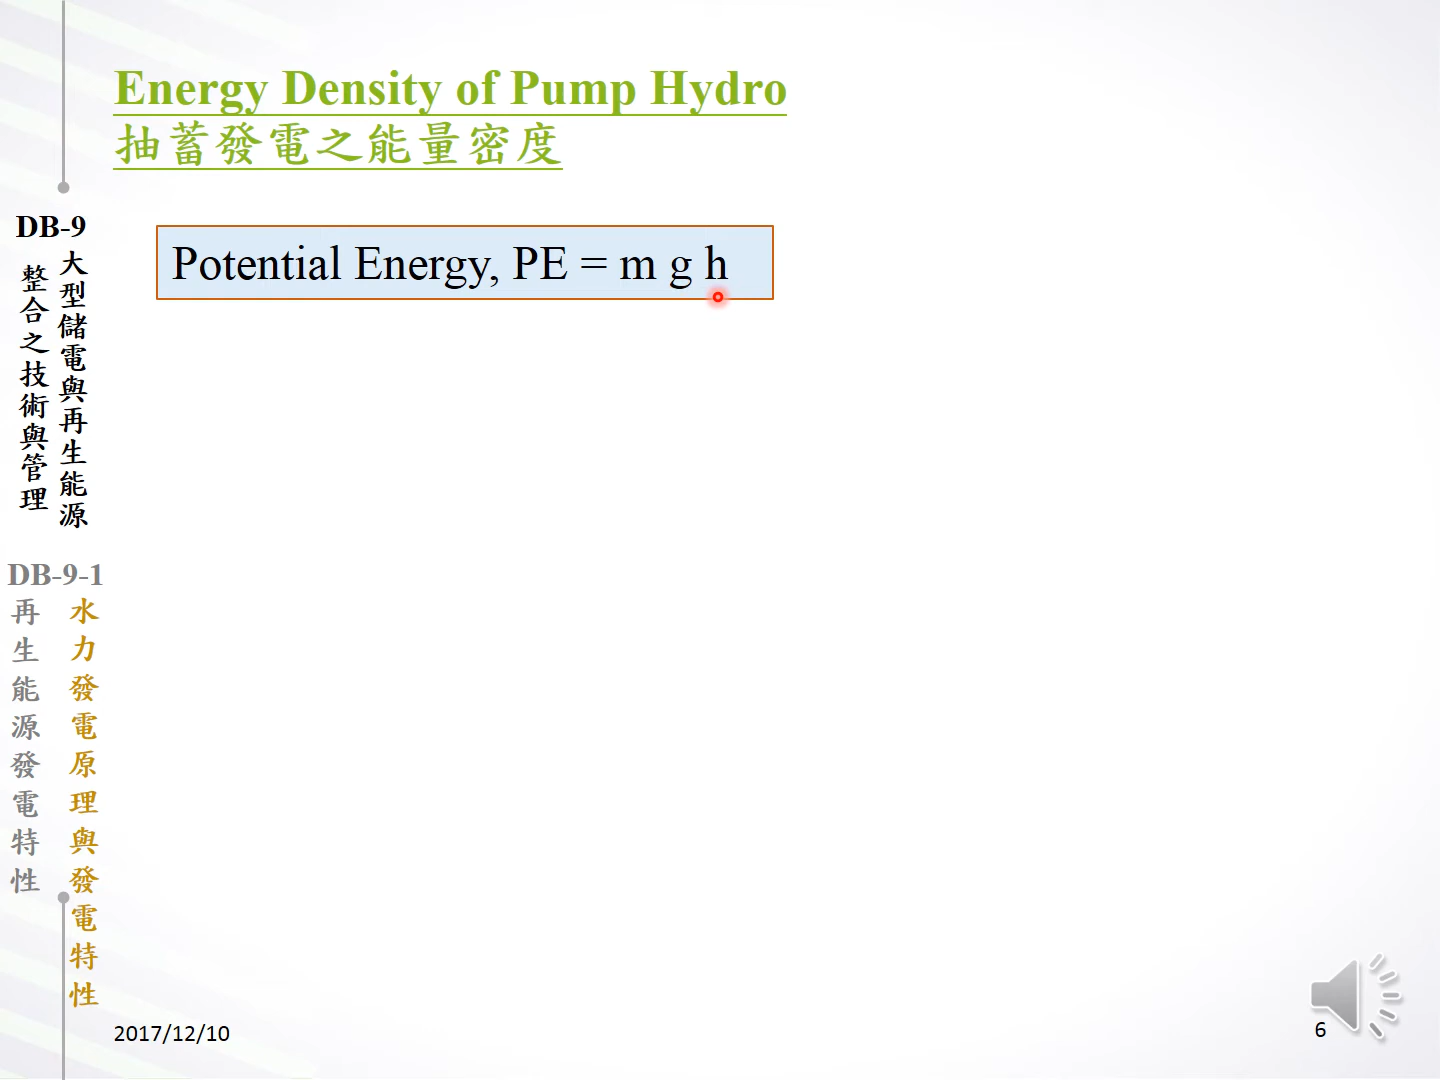 Energy Density of Pump Hydro
抽蓄發電之能量密度
Potential Energy, PE = m g h
DB-9
大型儲電與再生能源
整合之技術與管理
DB-9-1
再生能源發電特性
水力發電原理與發電特性
2017/12/10
6